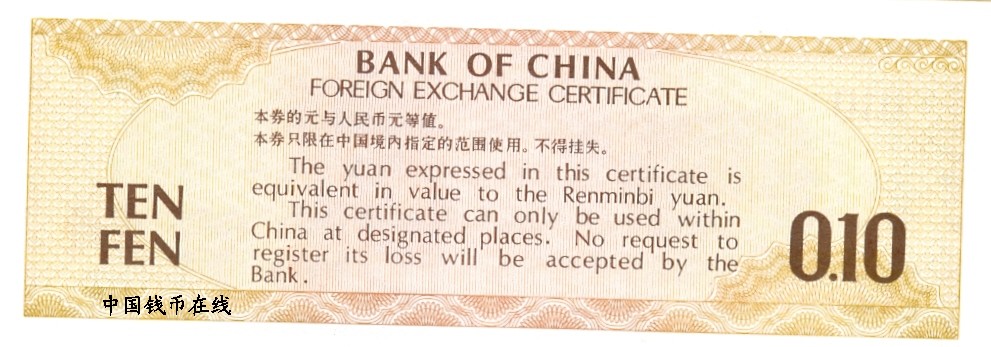 BANK OF CHINA
FOREIGN EXCHANGE CERTIFICATE
本券的元与人民币元等值。
本券只限在中国境内指定的范围使用。不得挂失。
The yuan expressed in this certificate is
equivalent in value to the Renminbi yuan.
This certificate can only be used within
China at designated places. No request to
register its loss will be accepted by the
Bank.
TEN
FEN
0.10
中国钱币在线